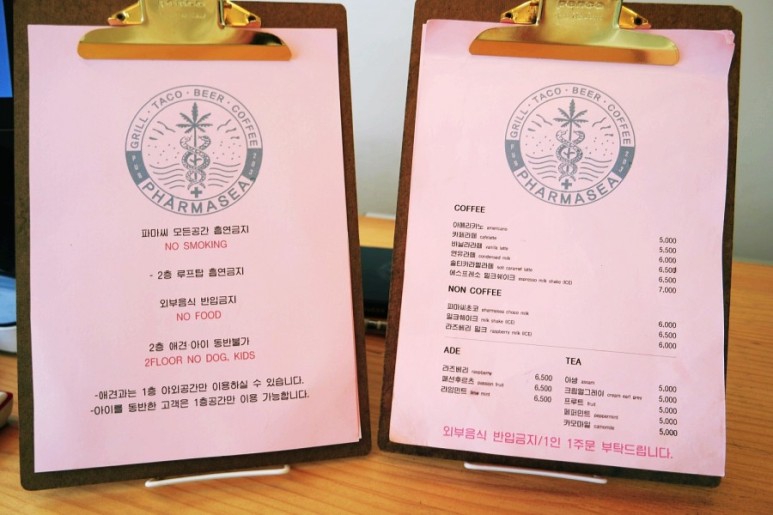 GRILL · TACO · BEER · COFFEE
PHARMASEA
파마씨 모든공간 흡연금지
NO SMOKING
- 2층 루프탑 흡연금지
외부음식 반입금지
NO FOOD
2층 애견·아이 동반불가
2FLOOR NO DOG, KIDS
-애견과는 1층 야외공간만 이용하실 수 있습니다.
-아이를 동반한 고객은 1층공간만 이용 가능합니다.
GRILL · TACO · BEER · COFFEE
PHARMASEA
COFFEE
아메리카노 americano 5,000
카페라떼 cafelatte 5,500
바닐라라떼 vanilla latte 6,000
연유라떼 condensed milk 6,000
솔티카라멜라떼 salt caramel latte 6,500
에스프레소 밀크쉐이크 espresso milk shake (ICE) 7,000
NON COFFEE
파마씨초코 pharmasea choco milk 6,000
밀크쉐이크 milk shake (ICE) 6,000
라즈베리 밀크 raspberry milk (ICE) 6,500
ADE
라즈베리 raspberry 6,500
패션후르츠 passion fruit 6,500
라임민트 lime mint 6,500
TEA
아쌈 assam 5,000
크림얼그레이 cream earl grey 5,000
프루트 fruit 5,000
페퍼민트 peppermint 5,000
카모마일 camomile 5,000
외부음식 반입금지/1인 1주문 부탁드립니다.